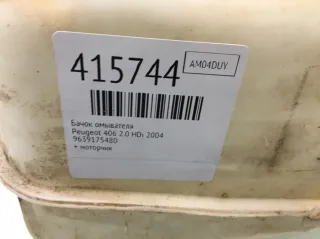 415744
AM04DUY
Бачок омывателя
Peugeot 406 2.0 HDi 2004
9639175480
+ моторчик